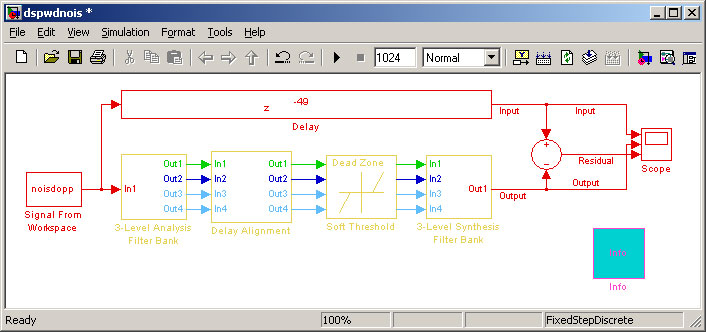 dspwdnois *
File Edit View Simulation Format Tools Help
1024 Normal
z -49
Delay
Input Input
noisdopp
Signal From
Workspace
In1 Out1 Out2 Out3 Out4
3-Level Analysis
Filter Bank
In1 Out1
In2 Out2
In3 Out3
In4 Out4
Delay Alignment
Dead Zone
Soft Threshold
In1
In2
In3
In4
Out1
3-Level Synthesis
Filter Bank
Output
+
−
Residual
Output
Scope
Info
Info
Ready 100% FixedStepDiscrete